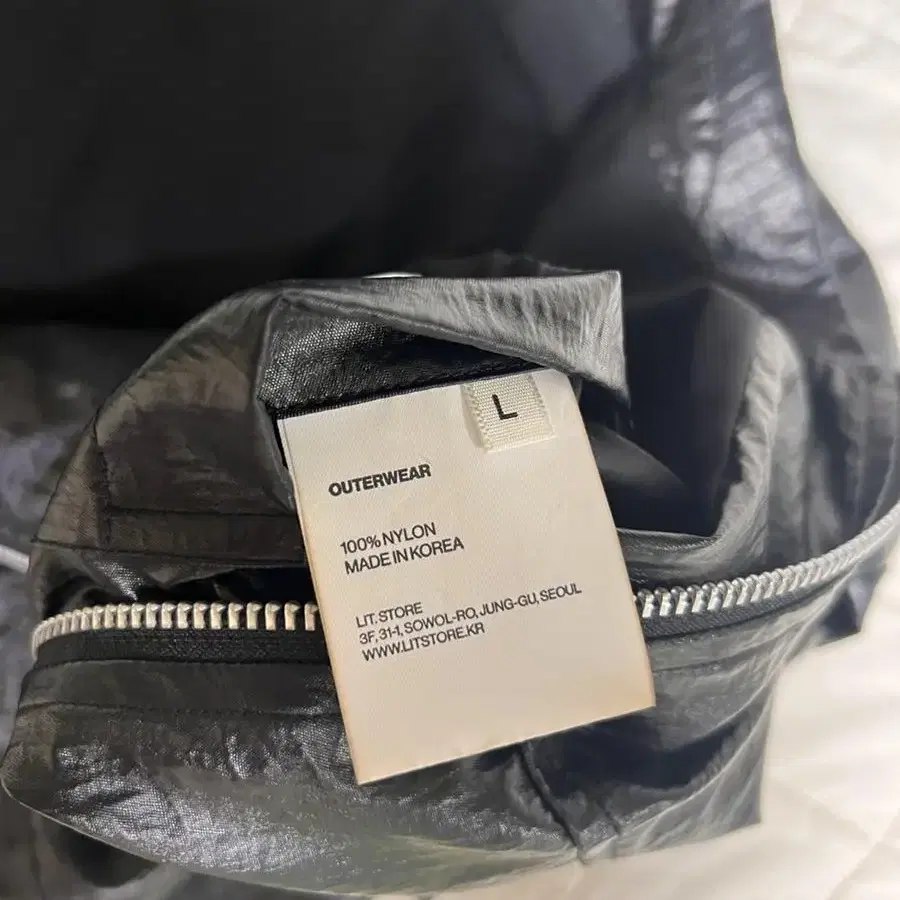 L
OUTERWEAR
100% NYLON
MADE IN KOREA
LIT.STORE
3F, 31-1, SOWOL-RO, JUNG-GU, SEOUL
WWW.LITSTORE.KR